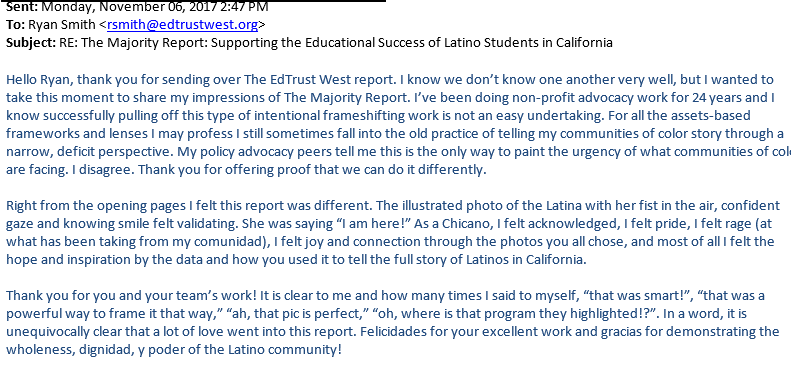 Sent: Monday, November 06, 2017 2:47 PM
To: Ryan Smith <rsmith@edtrustwest.org>
Subject: RE: The Majority Report: Supporting the Educational Success of Latino Students in California
Hello Ryan, thank you for sending over The EdTrust West report. I know we don't know one another very well, but I wanted to
take this moment to share my impressions of The Majority Report. I've been doing non-profit advocacy work for 24 years and I
know successfully pulling off this type of intentional frameshifting work is not an easy undertaking. For all the assets-based
frameworks and lenses I may profess I still sometimes fall into the old practice of telling my communities of color story through a
narrow, deficit perspective. My policy advocacy peers tell me this is the only way to paint the urgency of what communities of col
are facing. I disagree. Thank you for offering proof that we can do it differently.
Right from the opening pages I felt this report was different. The illustrated photo of the Latina with her fist in the air, confident
gaze and knowing smile felt validating. She was saying “I am here!” As a Chicano, I felt acknowledged, I felt pride, I felt rage (at
what has been taking from my comunidad), I felt joy and connection through the photos you all chose, and most of all I felt the
hope and inspiration by the data and how you used it to tell the full story of Latinos in California.
Thank you for you and your team's work! It is clear to me and how many times I said to myself, “that was smart!”, “that was a
powerful way to frame it that way,” “ah, that pic is perfect,” “oh, where is that program they highlighted!?”. In a word, it is
unequivocally clear that a lot of love went into this report. Felicidades for your excellent work and gracias for demonstrating the
wholeness, dignidad, y poder of the Latino community!